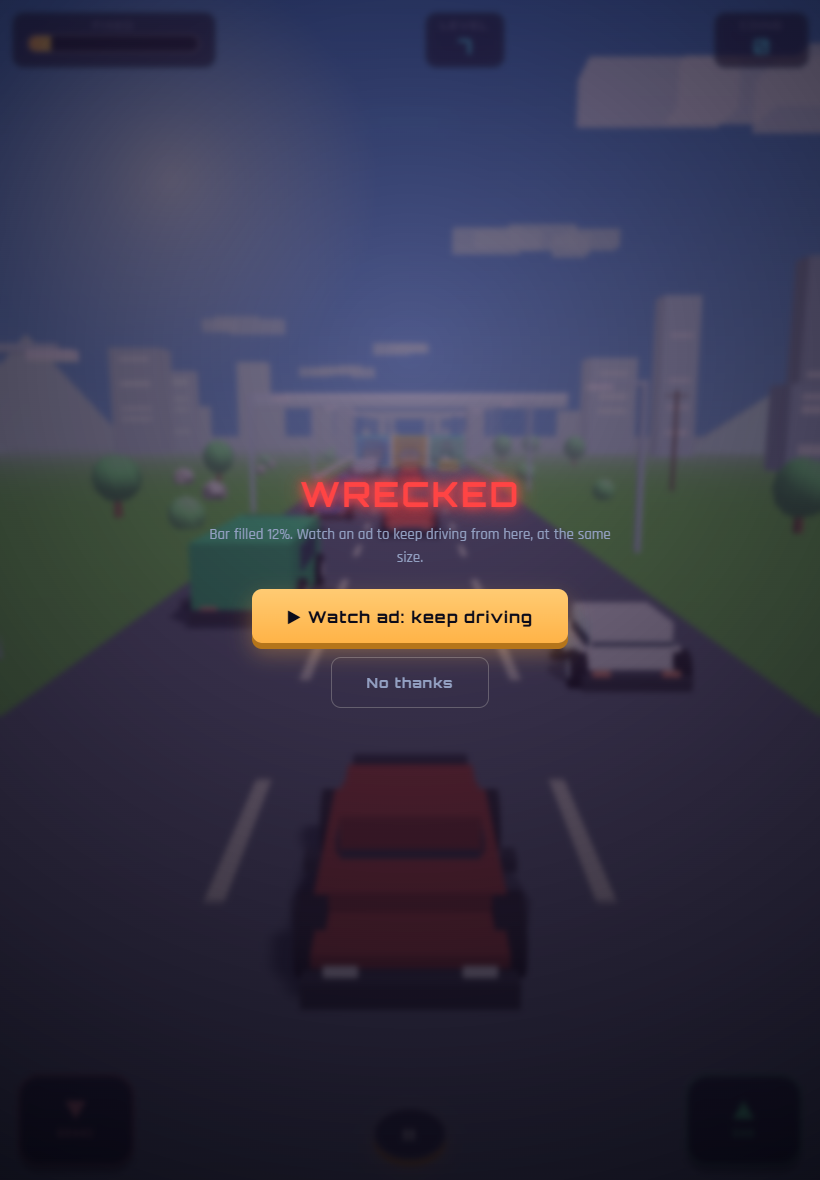 WRECKED
Bar filled 12%. Watch an ad to keep driving from here, at the same
size.
▶ Watch ad: keep driving
No thanks